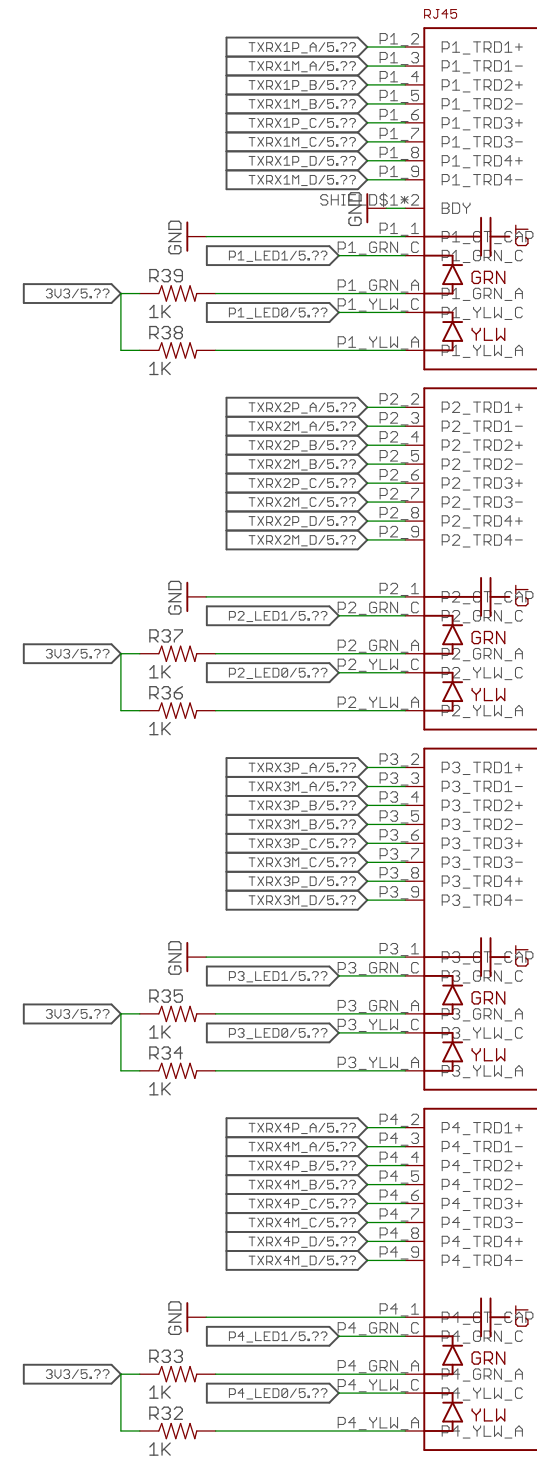 RJ45
TXRX1P_A/5.?? P1_2 P1_TRD1+
TXRX1M_A/5.?? P1_3 P1_TRD1-
TXRX1P_B/5.?? P1_4 P1_TRD2+
TXRX1M_B/5.?? P1_5 P1_TRD2-
TXRX1P_C/5.?? P1_6 P1_TRD3+
TXRX1M_C/5.?? P1_7 P1_TRD3-
TXRX1P_D/5.?? P1_8 P1_TRD4+
TXRX1M_D/5.?? P1_9 P1_TRD4-
GND SHIELD$1*2 BDY
GND P1_1 P1_CT_CAP CT
P1_LED1/5.?? P1_GRN_C P1_GRN_C
GRN
R39
3V3/5.?? P1_GRN_A P1_GRN_A
1K
P1_LED0/5.?? P1_YLW_C P1_YLW_C
R38 YLW
P1_YLW_A P1_YLW_A
1K
TXRX2P_A/5.?? P2_2 P2_TRD1+
TXRX2M_A/5.?? P2_3 P2_TRD1-
TXRX2P_B/5.?? P2_4 P2_TRD2+
TXRX2M_B/5.?? P2_5 P2_TRD2-
TXRX2P_C/5.?? P2_6 P2_TRD3+
TXRX2M_C/5.?? P2_7 P2_TRD3-
TXRX2P_D/5.?? P2_8 P2_TRD4+
TXRX2M_D/5.?? P2_9 P2_TRD4-
GND P2_1 P2_CT_CAP CT
P2_LED1/5.?? P2_GRN_C P2_GRN_C
R37 GRN
3V3/5.?? P2_GRN_A P2_GRN_A
1K
P2_LED0/5.?? P2_YLW_C P2_YLW_C
R36 YLW
P2_YLW_A P2_YLW_A
1K
TXRX3P_A/5.?? P3_2 P3_TRD1+
TXRX3M_A/5.?? P3_3 P3_TRD1-
TXRX3P_B/5.?? P3_4 P3_TRD2+
TXRX3M_B/5.?? P3_5 P3_TRD2-
TXRX3P_C/5.?? P3_6 P3_TRD3+
TXRX3M_C/5.?? P3_7 P3_TRD3-
TXRX3P_D/5.?? P3_8 P3_TRD4+
TXRX3M_D/5.?? P3_9 P3_TRD4-
GND P3_1 P3_CT_CAP CT
P3_LED1/5.?? P3_GRN_C P3_GRN_C
R35 GRN
3V3/5.?? P3_GRN_A P3_GRN_A
1K
P3_LED0/5.?? P3_YLW_C P3_YLW_C
R34 YLW
P3_YLW_A P3_YLW_A
1K
TXRX4P_A/5.?? P4_2 P4_TRD1+
TXRX4M_A/5.?? P4_3 P4_TRD1-
TXRX4P_B/5.?? P4_4 P4_TRD2+
TXRX4M_B/5.?? P4_5 P4_TRD2-
TXRX4P_C/5.?? P4_6 P4_TRD3+
TXRX4M_C/5.?? P4_7 P4_TRD3-
TXRX4P_D/5.?? P4_8 P4_TRD4+
TXRX4M_D/5.?? P4_9 P4_TRD4-
GND P4_1 P4_CT_CAP CT
P4_LED1/5.?? P4_GRN_C P4_GRN_C
R33 GRN
3V3/5.?? P4_GRN_A P4_GRN_A
1K
P4_LED0/5.?? P4_YLW_C P4_YLW_C
R32 YLW
P4_YLW_A P4_YLW_A
1K